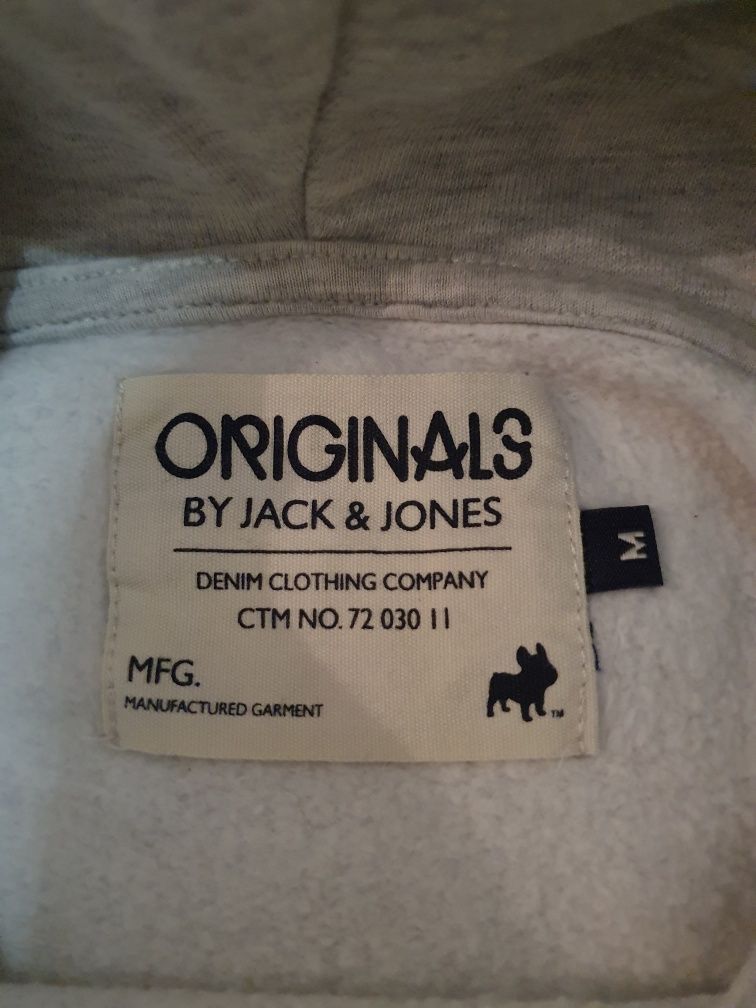 ORIGINALS
BY JACK & JONES
M
DENIM CLOTHING COMPANY
CTM NO. 72 030 11
MFG.
MANUFACTURED GARMENT
TM